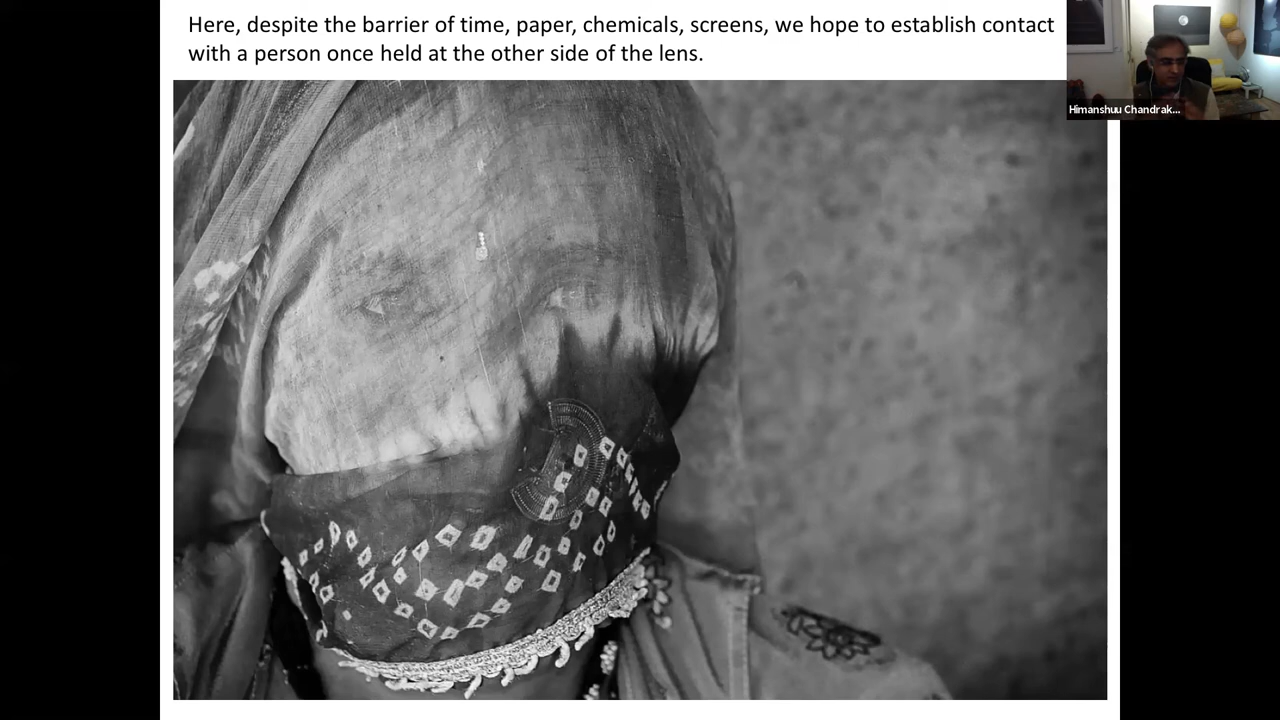 Here, despite the barrier of time, paper, chemicals, screens, we hope to establish contact
with a person once held at the other side of the lens.
Himanshuu Chandrak...